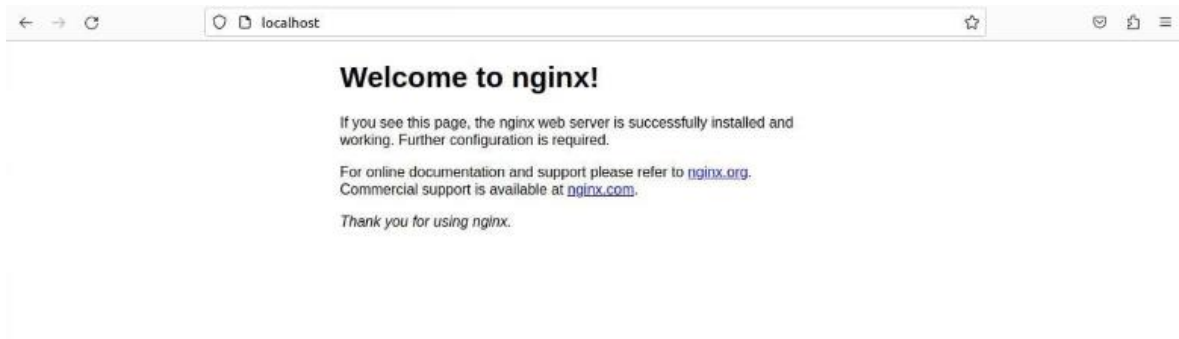 localhost
Welcome to nginx!
If you see this page, the nginx web server is successfully installed and
working. Further configuration is required.
For online documentation and support please refer to nginx.org.
Commercial support is available at nginx.com.
Thank you for using nginx.